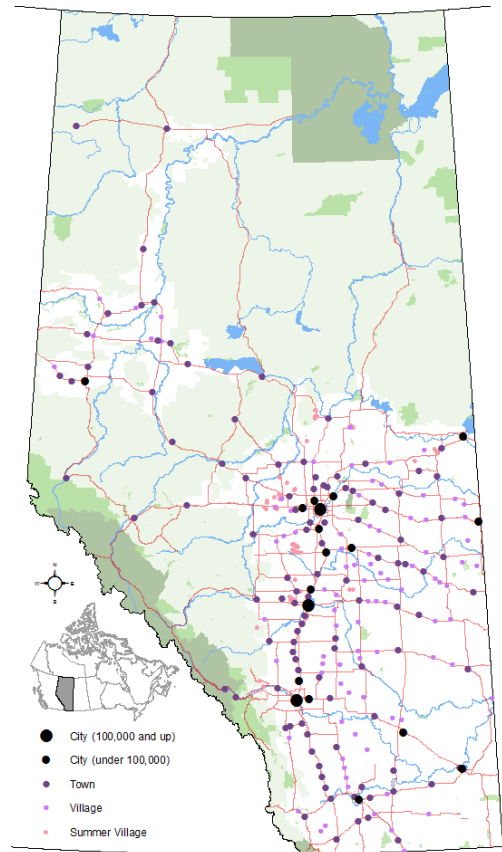 N
W
E
S
City (100,000 and up)
City (under 100,000)
Town
Village
Summer Village